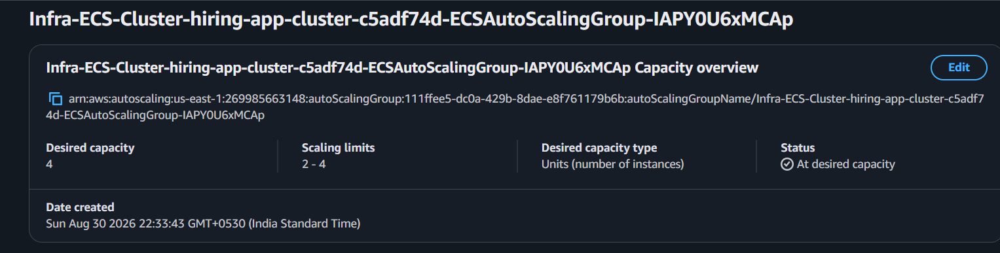 Infra-ECS-Cluster-hiring-app-cluster-c5adf74d-ECSAutoScalingGroup-IAPY0U6xMCAp
Infra-ECS-Cluster-hiring-app-cluster-c5adf74d-ECSAutoScalingGroup-IAPY0U6xMCAp Capacity overview
Edit
arn:aws:autoscaling:us-east-1:269985663148:autoScalingGroup:111ffee5-dc0a-429b-8dae-e8f761179b6b:autoScalingGroupName/Infra-ECS-Cluster-hiring-app-cluster-c5adf7
4d-ECSAutoScalingGroup-IAPY0U6xMCAp
Desired capacity
4
Scaling limits
2 - 4
Desired capacity type
Units (number of instances)
Status
At desired capacity
Date created
Sun Aug 30 2026 22:33:43 GMT+0530 (India Standard Time)